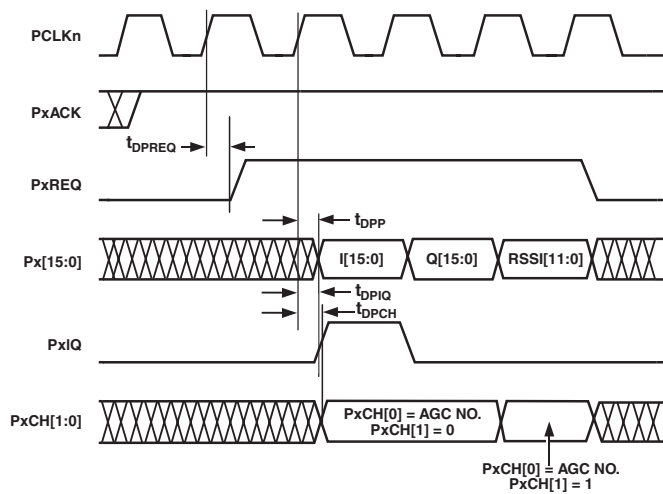 PCLKn
PxACK
tDPREQ
PxREQ
tDPP
Px[15:0]
I[15:0]
Q[15:0]
RSSI[11:0]
tDPIQ
tDPCH
PxIQ
PxCH[1:0]
PxCH[0] = AGC NO.
PxCH[1] = 0
PxCH[0] = AGC NO.
PxCH[1] = 1